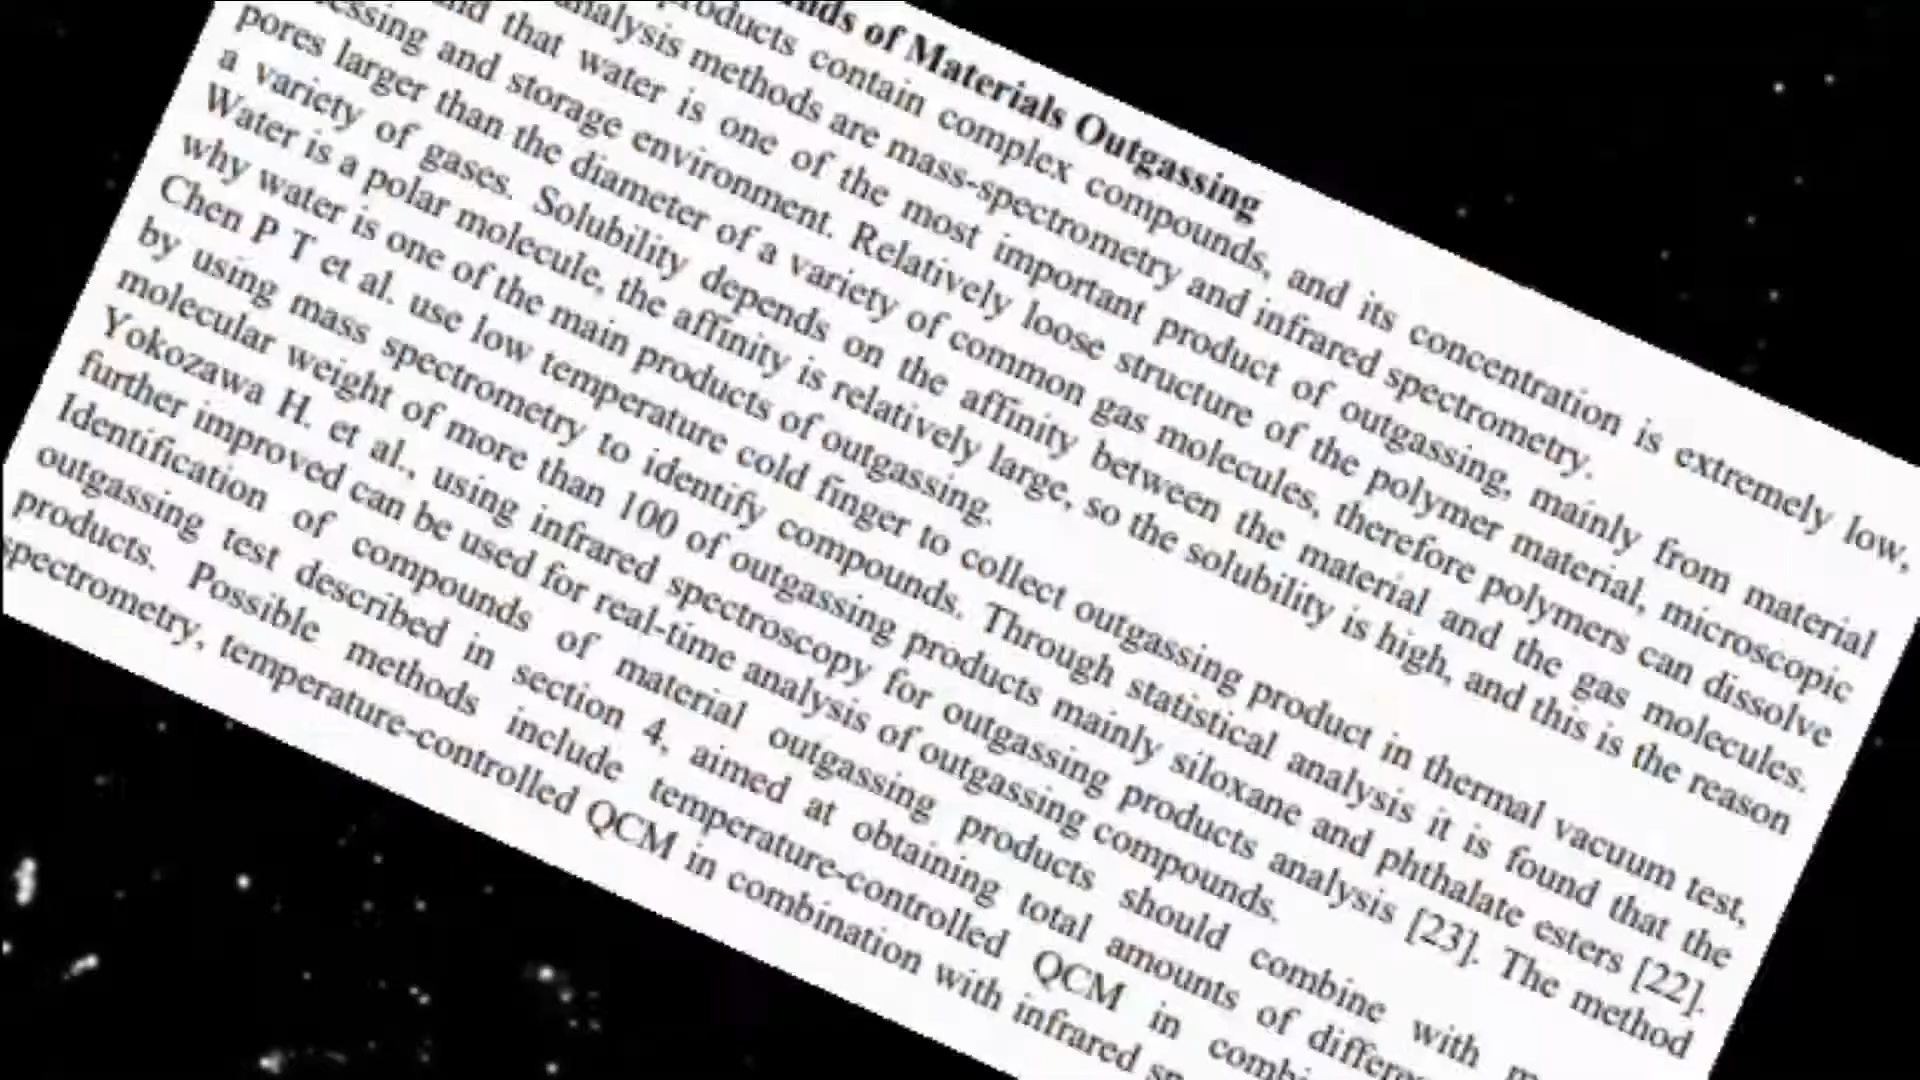 of Materials Outgassing
products contain complex compounds, and its concentration is extremely low,
analysis methods are mass-spectrometry and infrared spectrometry.
that water is one of the most important product of outgassing, mainly from material
essing and storage environment. Relatively loose structure of the polymer material, microscopic
pores larger than the diameter of a variety of common gas molecules, therefore polymers can dissolve
a variety of gases. Solubility depends on the affinity between the material and the gas molecules.
Water is a polar molecule, the affinity is relatively large, so the solubility is high, and this is the reason
why water is one of the main products of outgassing.
Chen P T et al. use low temperature cold finger to collect outgassing product in thermal vacuum test,
by using mass spectrometry to identify compounds. Through statistical analysis it is found that the
molecular weight of more than 100 of outgassing products mainly siloxane and phthalate esters [22].
Yokozawa H. et al., using infrared spectroscopy for outgassing products analysis [23]. The method
further improved can be used for real-time analysis of outgassing compounds.
Identification of compounds of material outgassing products should combine with
outgassing test described in section 4, aimed at obtaining total amounts of differe
products. Possible methods include temperature-controlled QCM in combi
spectrometry, temperature-controlled QCM in combination with infrared sp